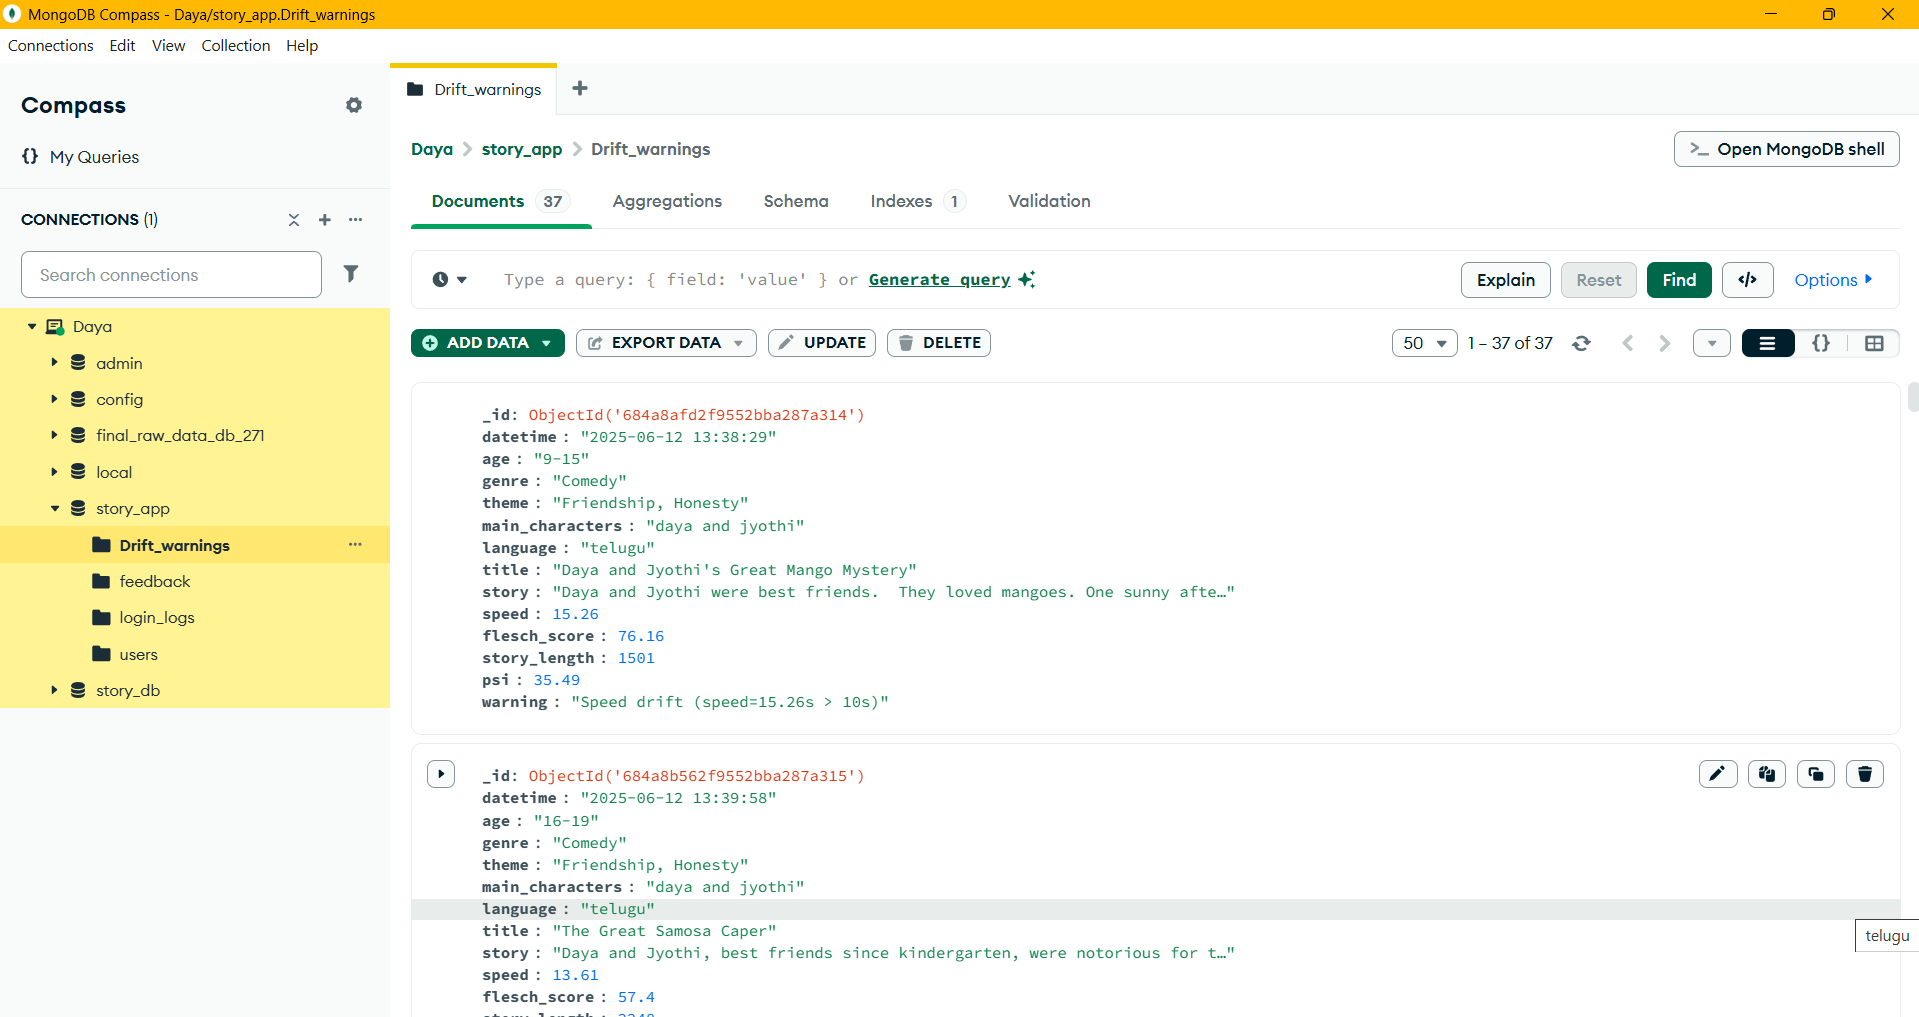 MongoDB Compass - Daya/story_app.Drift_warnings
Connections Edit View Collection Help
Compass
My Queries
CONNECTIONS (1)
Search connections
Daya
admin
config
final_raw_data_db_271
local
story_app
Drift_warnings
feedback
login_logs
users
story_db
Drift_warnings
Daya > story_app > Drift_warnings
>_ Open MongoDB shell
Documents 37 Aggregations Schema Indexes 1 Validation
Type a query: { field: 'value' } or Generate query
Explain Reset Find </> Options
ADD DATA EXPORT DATA UPDATE DELETE
50 1 – 37 of 37 {}
_id: ObjectId('684a8afd2f9552bba287a314')
datetime : "2025-06-12 13:38:29"
age : "9-15"
genre : "Comedy"
theme : "Friendship, Honesty"
main_characters : "daya and jyothi"
language : "telugu"
title : "Daya and Jyothi's Great Mango Mystery"
story : "Daya and Jyothi were best friends.  They loved mangoes. One sunny afte…"
speed : 15.26
flesch_score : 76.16
story_length : 1501
psi : 35.49
warning : "Speed drift (speed=15.26s > 10s)"
_id: ObjectId('684a8b562f9552bba287a315')
datetime : "2025-06-12 13:39:58"
age : "16-19"
genre : "Comedy"
theme : "Friendship, Honesty"
main_characters : "daya and jyothi"
language : "telugu"
title : "The Great Samosa Caper"
telugu
story : "Daya and Jyothi, best friends since kindergarten, were notorious for t…"
speed : 13.61
flesch_score : 57.4